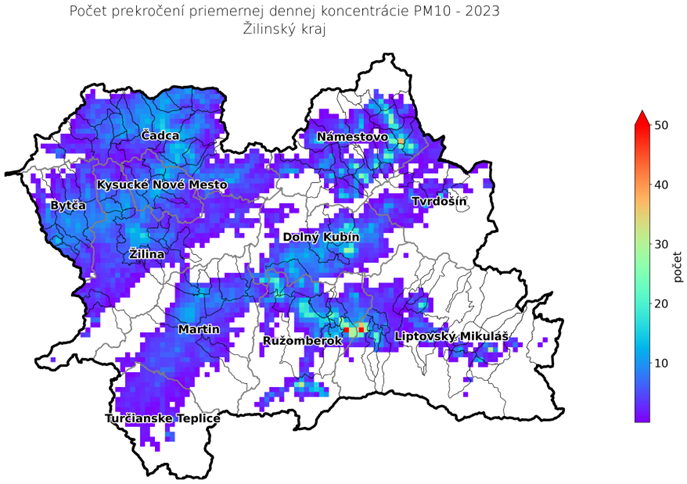 Počet prekročení priemernej dennej koncentrácie PM10 - 2023
Žilinský kraj
Čadca
Námestovo
Kysucké Nové Mesto
Bytča
Tvrdošín
Dolný Kubín
Žilina
Martin
Ružomberok
Liptovský Mikuláš
Turčianske Teplice
50
40
30
20
10
počet